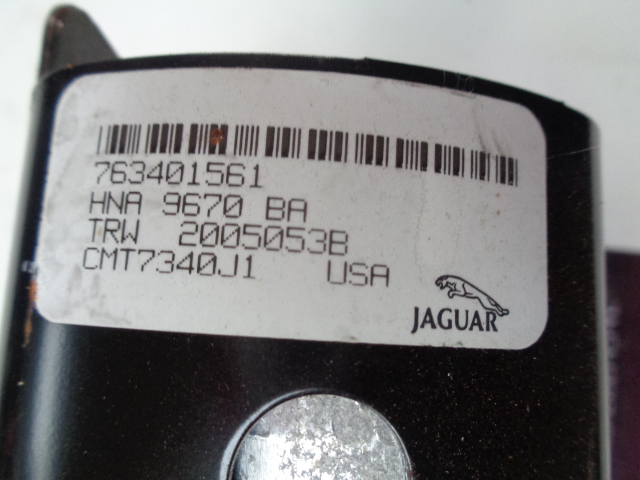 763401561
HNA 9670 BA
TRW 2005053B
CMT7340J1 USA
JAGUAR